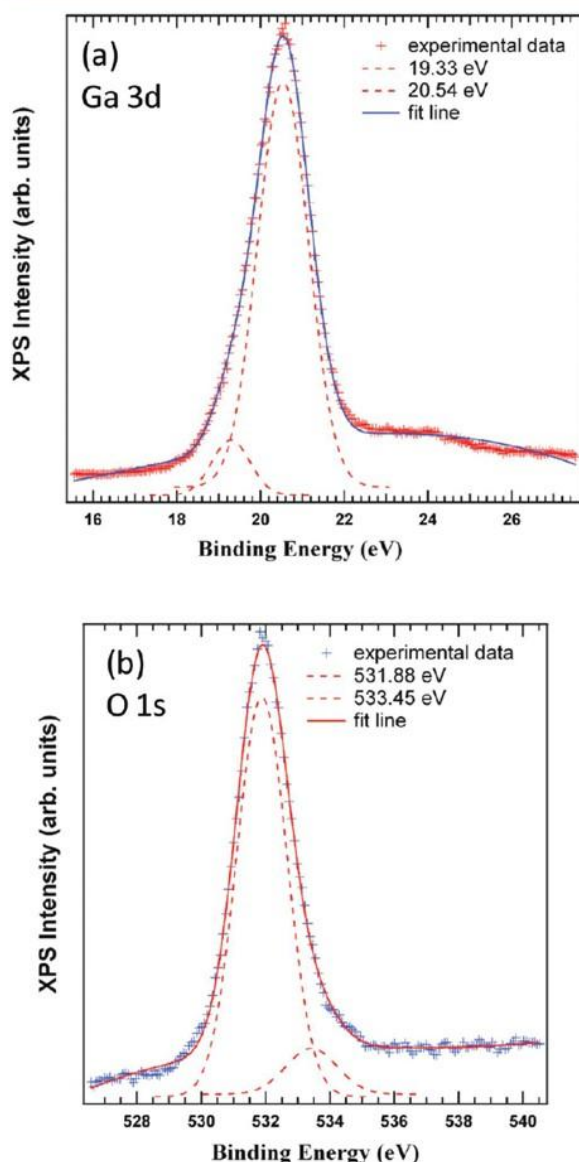 (a)
Ga 3d
experimental data
19.33 eV
20.54 eV
fit line
XPS Intensity (arb. units)
16 18 20 22 24 26
Binding Energy (eV)
(b)
O 1s
experimental data
531.88 eV
533.45 eV
fit line
XPS Intensity (arb. units)
528 530 532 534 536 538 540
Binding Energy (eV)